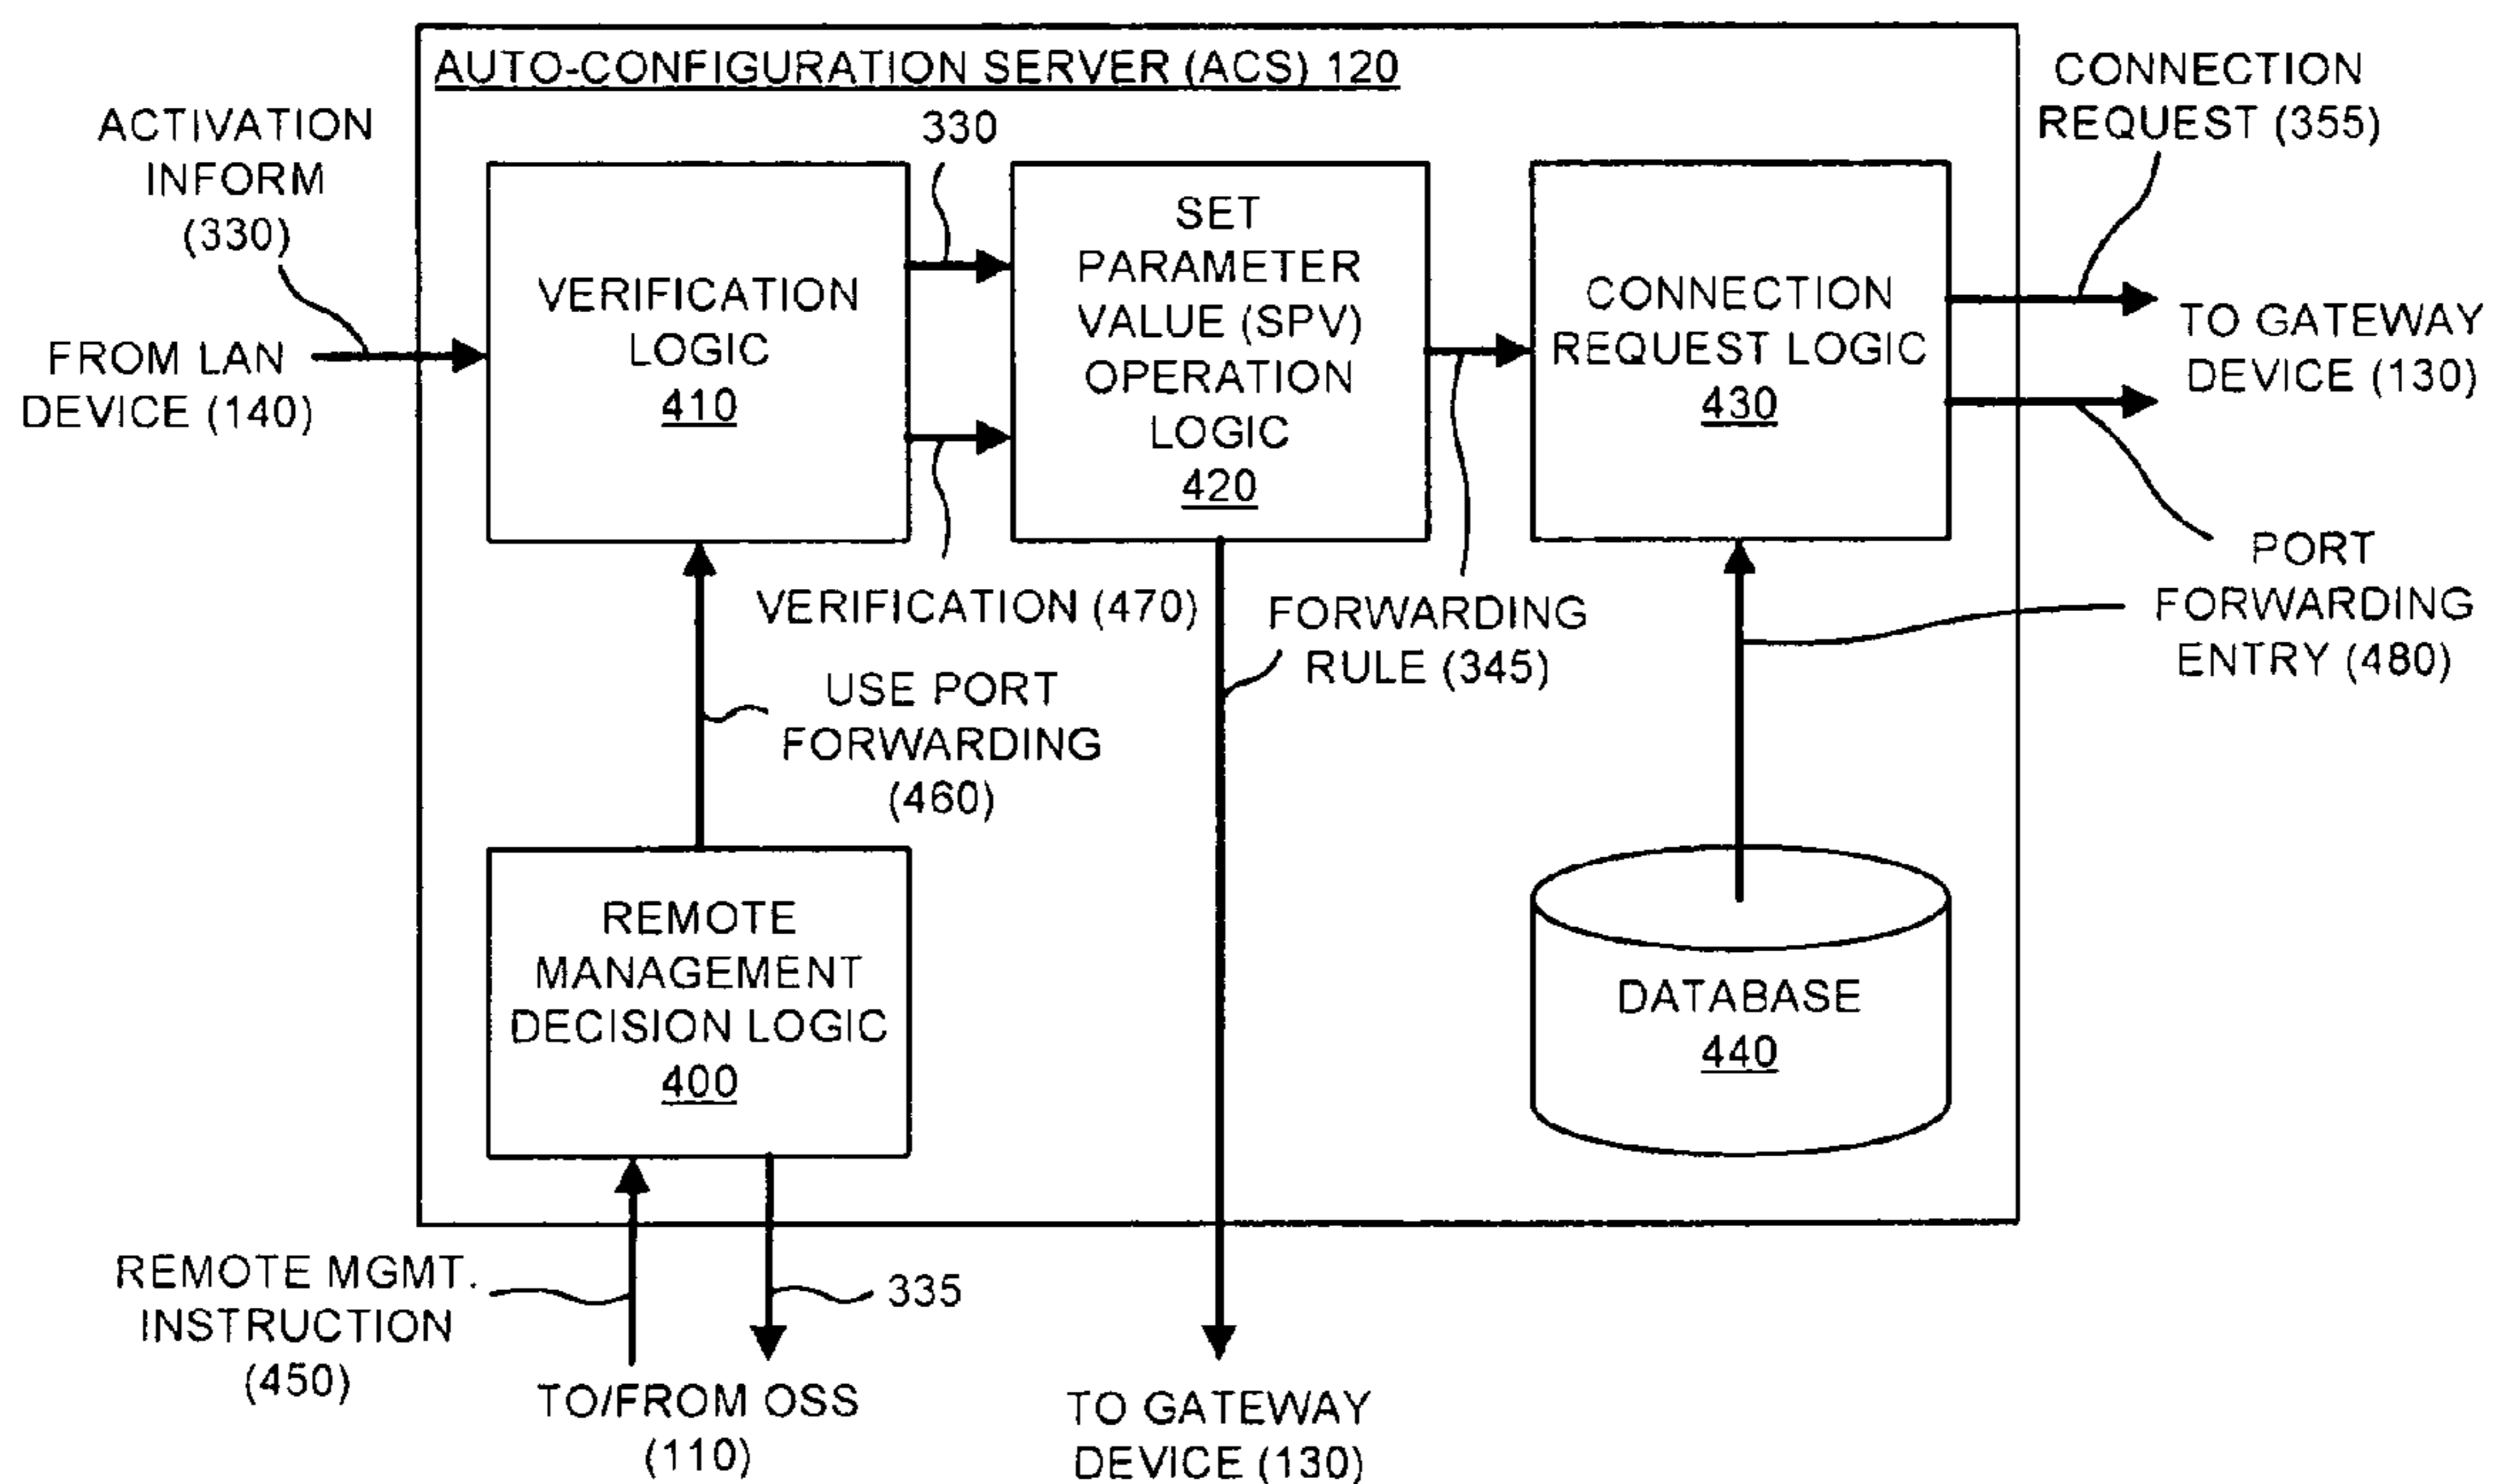 AUTO-CONFIGURATION SERVER (ACS) 120
CONNECTION
REQUEST (355)
ACTIVATION
INFORM
(330)
330
FROM LAN
DEVICE (140)
VERIFICATION
LOGIC
410
SET
PARAMETER
VALUE (SPV)
OPERATION
LOGIC
420
CONNECTION
REQUEST LOGIC
430
TO GATEWAY
DEVICE (130)
PORT
FORWARDING
ENTRY (480)
VERIFICATION (470)
FORWARDING
RULE (345)
USE PORT
FORWARDING
(460)
REMOTE
MANAGEMENT
DECISION LOGIC
400
DATABASE
440
REMOTE MGMT.
INSTRUCTION
(450)
335
TO/FROM OSS
(110)
TO GATEWAY
DEVICE (130)